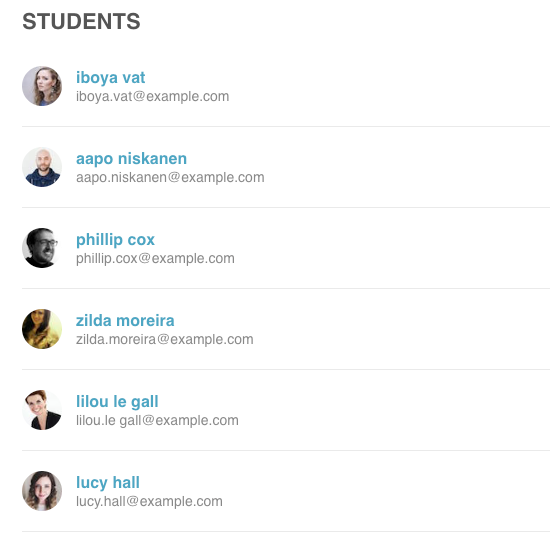 STUDENTS
iboya vat
iboya.vat@example.com
aapo niskanen
aapo.niskanen@example.com
phillip cox
phillip.cox@example.com
zilda moreira
zilda.moreira@example.com
lilou le gall
lilou.le gall@example.com
lucy hall
lucy.hall@example.com